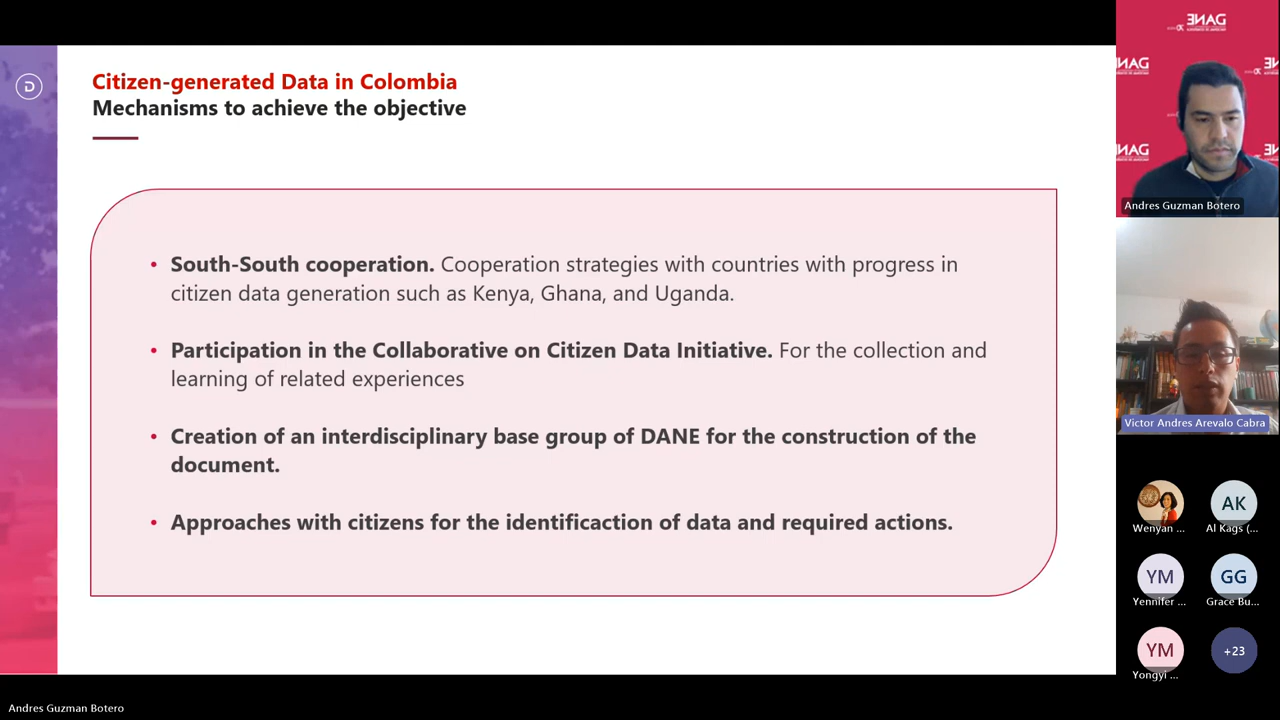 Citizen-generated Data in Colombia
Mechanisms to achieve the objective
D
• South-South cooperation. Cooperation strategies with countries with progress in
citizen data generation such as Kenya, Ghana, and Uganda.
• Participation in the Collaborative on Citizen Data Initiative. For the collection and
learning of related experiences
• Creation of an interdisciplinary base group of DANE for the construction of the
document.
• Approaches with citizens for the identificaction of data and required actions.
DANE
DANE
DANE
Andres Guzman Botero
Victor Andres Arevalo Cabra
Wenyan ...
AK
Al Kags (...
YM
Yennifer ...
GG
Grace Bu...
YM
Yongyi ...
+23
Andres Guzman Botero